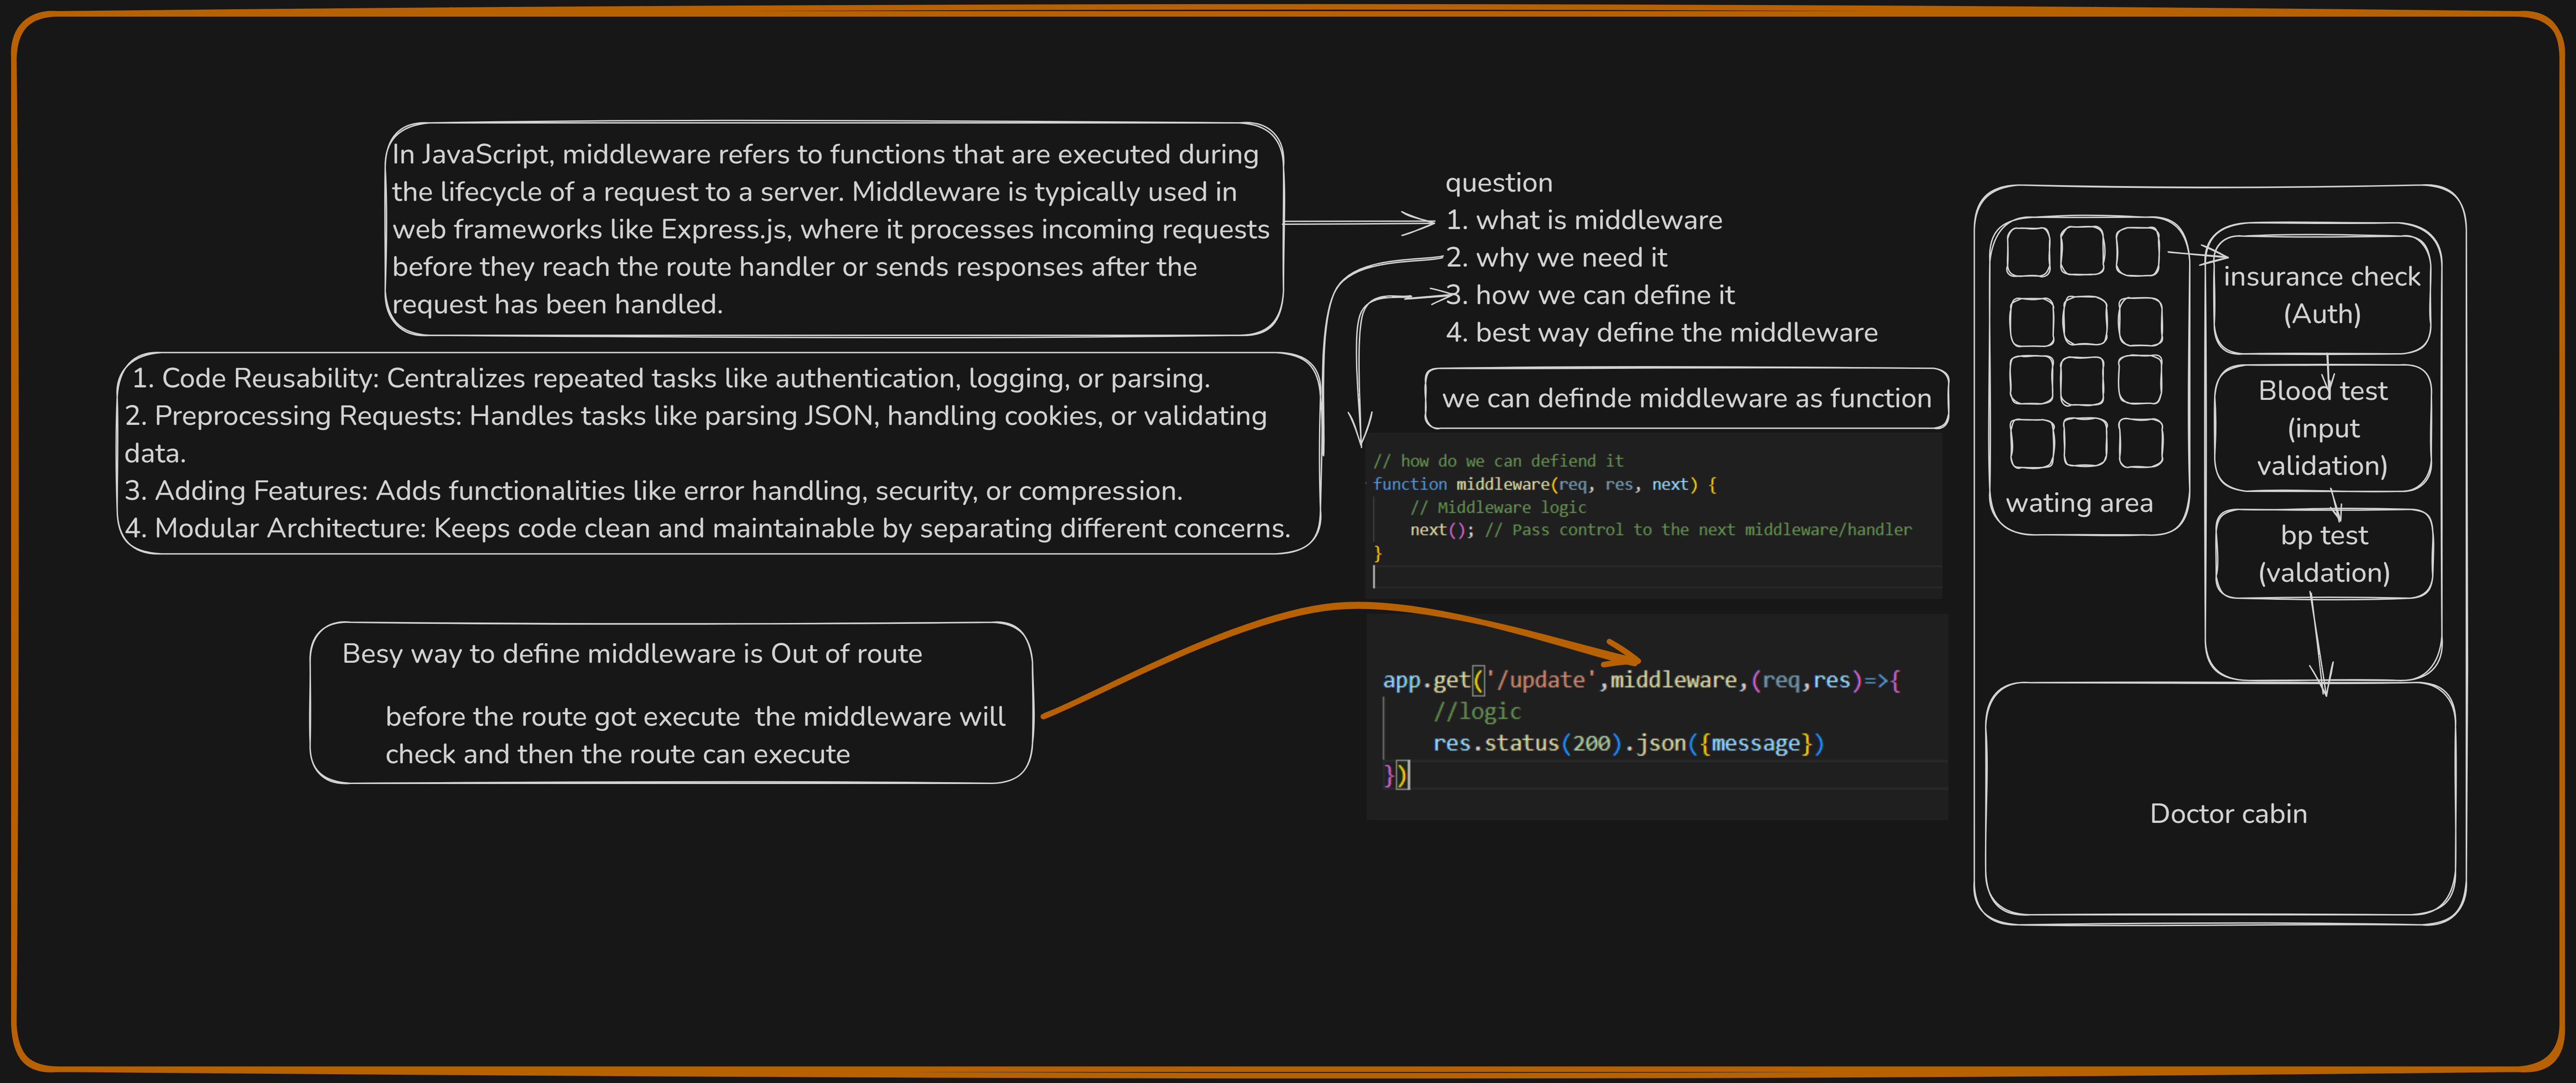 In JavaScript, middleware refers to functions that are executed during
the lifecycle of a request to a server. Middleware is typically used in
web frameworks like Express.js, where it processes incoming requests
before they reach the route handler or sends responses after the
request has been handled.
1. Code Reusability: Centralizes repeated tasks like authentication, logging, or parsing.
2. Preprocessing Requests: Handles tasks like parsing JSON, handling cookies, or validating
data.
3. Adding Features: Adds functionalities like error handling, security, or compression.
4. Modular Architecture: Keeps code clean and maintainable by separating different concerns.
Besy way to define middleware is Out of route
before the route got execute  the middleware will
check and then the route can execute
question
1. what is middleware
2. why we need it
3. how we can define it
4. best way define the middleware
we can definde middleware as function
// how do we can defiend it
function middleware(req, res, next) {
// Middleware logic
next(); // Pass control to the next middleware/handler
}
app.get('/update',middleware,(req,res)=>{
//logic
res.status(200).json({message})
})
wating area
insurance check
(Auth)
Blood test
(input
validation)
bp test
(valdation)
Doctor cabin